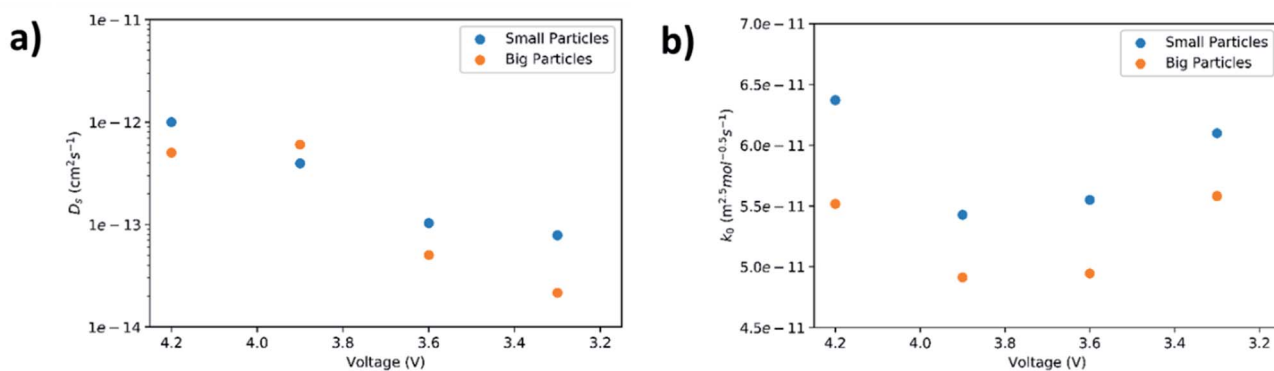 a)
1e−11
1e−12
1e−13
1e−14
D_s (cm²s⁻¹)
4.2 4.0 3.8 3.6 3.4 3.2
Voltage (V)
Small Particles
Big Particles
b)
7.0e−11
6.5e−11
6.0e−11
5.5e−11
5.0e−11
4.5e−11
k₀ (m²·⁵mol⁻⁰·⁵s⁻¹)
4.2 4.0 3.8 3.6 3.4 3.2
Voltage (V)
Small Particles
Big Particles